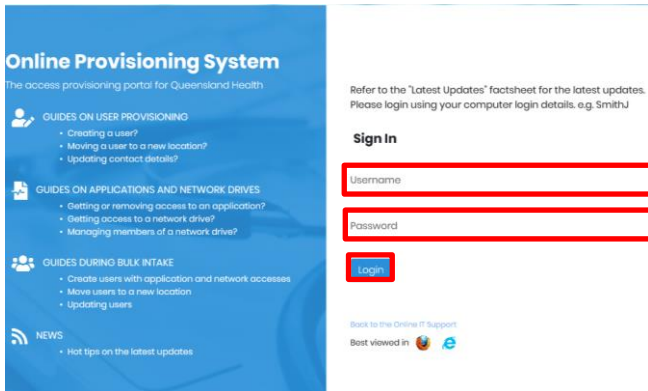 Online Provisioning System
The access provisioning portal for Queensland Health
GUIDES ON USER PROVISIONING
• Creating a user?
• Moving a user to a new location?
• Updating contact details?
GUIDES ON APPLICATIONS AND NETWORK DRIVES
• Getting or removing access to an application?
• Getting access to a network drive?
• Managing members of a network drive?
GUIDES DURING BULK INTAKE
• Create users with application and network accesses
• Move users to a new location
• Updating users
NEWS
• Hot tips on the latest updates
Refer to the "Latest Updates" factsheet for the latest updates.
Please login using your computer login details. e.g. SmithJ
Sign In
Username
Password
Login
Back to the Online IT Support
Best viewed in